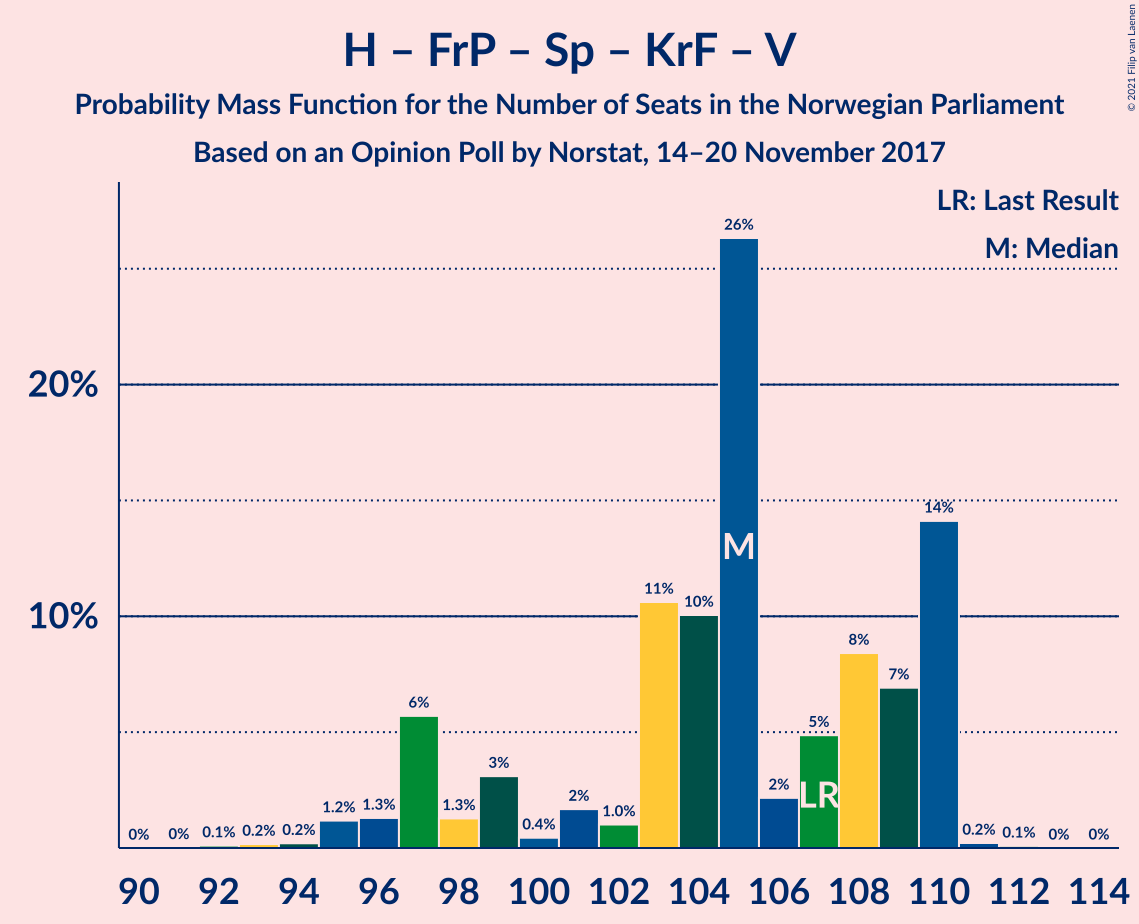 H – FrP – Sp – KrF – V
Probability Mass Function for the Number of Seats in the Norwegian Parliament
Based on an Opinion Poll by Norstat, 14–20 November 2017
© 2021 Filip van Laenen
LR: Last Result
M: Median
20%
10%
0% 0% 0.1% 0.2% 0.2% 1.2% 1.3% 6% 1.3% 3% 0.4% 2% 1.0% 11% 10% 26% 2% 5% 8% 7% 14% 0.2% 0.1% 0% 0%
M
LR
90 92 94 96 98 100 102 104 106 108 110 112 114